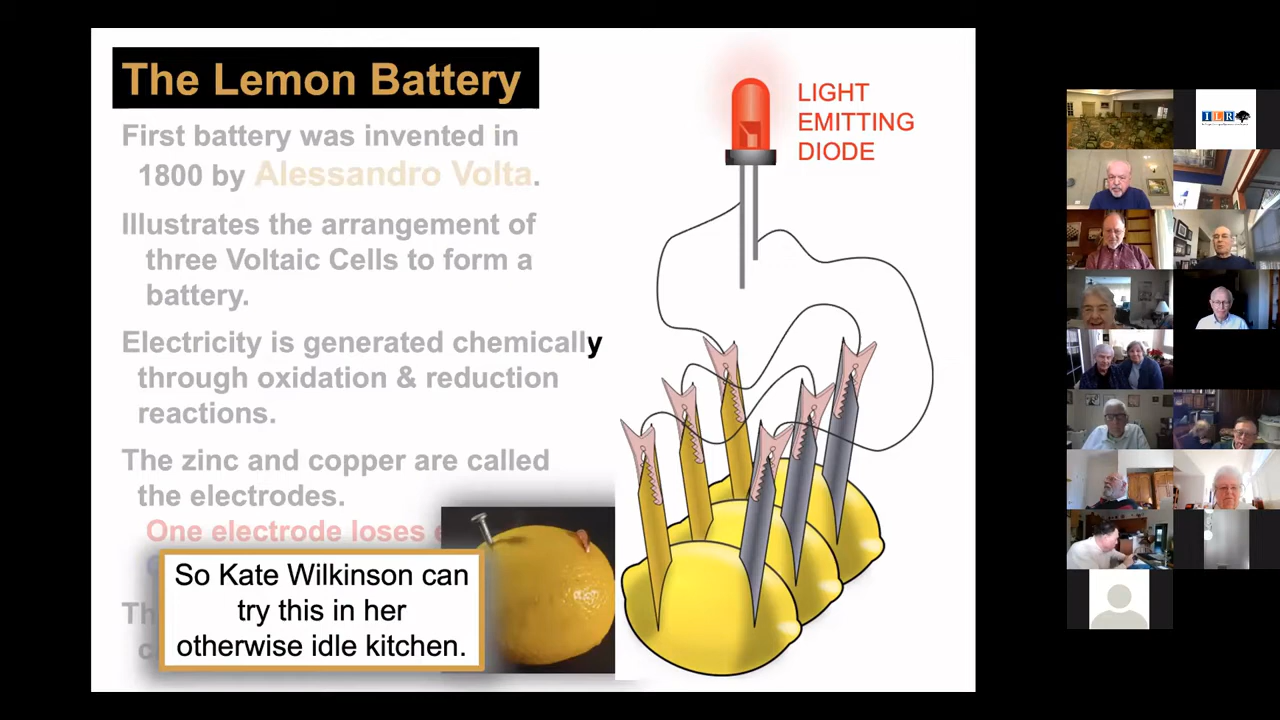 The Lemon Battery
First battery was invented in
1800 by Alessandro Volta.
Illustrates the arrangement of
three Voltaic Cells to form a
battery.
Electricity is generated chemically
through oxidation & reduction
reactions.
The zinc and copper are called
the electrodes.
One electrode loses
So Kate Wilkinson can
try this in her
otherwise idle kitchen.
LIGHT
EMITTING
DIODE
ILR